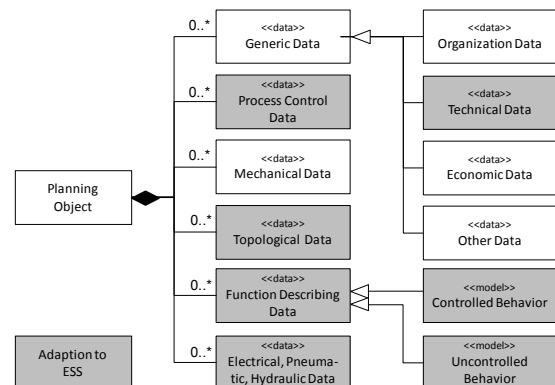 0..*
<<data>>
Generic Data
<<data>>
Organization Data
0..*
<<data>>
Process Control
Data
<<data>>
Technical Data
0..*
<<data>>
Mechanical Data
<<data>>
Economic Data
Planning
Object
0..*
<<data>>
Topological Data
<<data>>
Other Data
0..*
<<data>>
Function Describing
Data
<<model>>
Controlled Behavior
Adaption to
ESS
0..*
<<data>>
Electrical, Pneuma-
tic, Hydraulic Data
<<model>>
Uncontrolled
Behavior